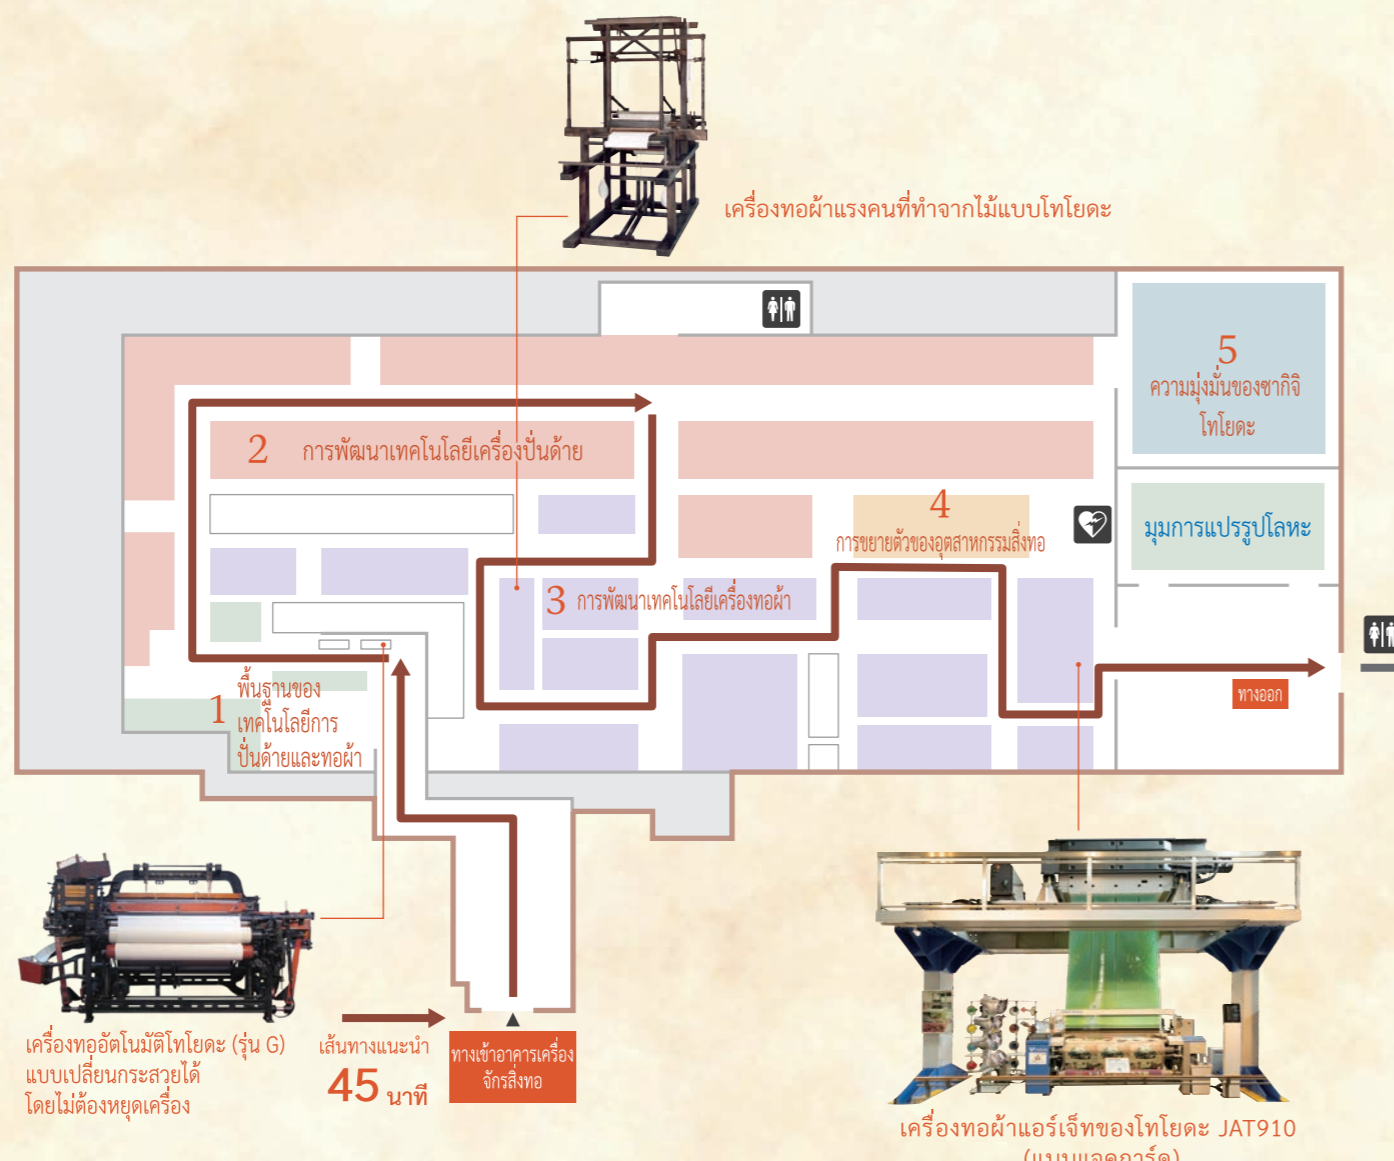 เครื่องทอผ้าแรงคนที่ทำจากไม้แบบโทโยดะ
5
ความมุ่งมั่นของซากิจิ
โทโยดะ
2 การพัฒนาเทคโนโลยีเครื่องปั่นด้าย
4
การขยายตัวของอุตสาหกรรมสิ่งทอ
มุมการแปรรูปโลหะ
3 การพัฒนาเทคโนโลยีเครื่องทอผ้า
1 พื้นฐานของ
เทคโนโลยีการ
ปั่นด้ายและทอผ้า
ทางออก
เครื่องทออัตโนมัติโทโยดะ (รุ่น G)
แบบเปลี่ยนกระสวยได้
โดยไม่ต้องหยุดเครื่อง
เส้นทางแนะนำ
45 นาที
ทางเข้าอาคารเครื่อง
จักรสิ่งทอ
เครื่องทอผ้าแอร์เจ็ทของโทโยดะ JAT910
(แบบแจคการ์ด)